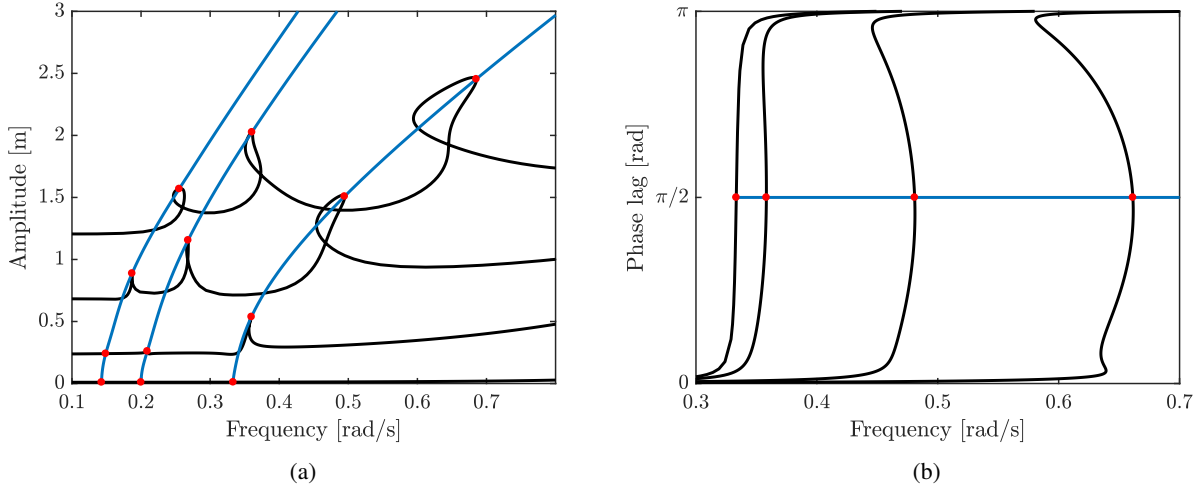 3
2.5
2
1.5
1
0.5
0
Amplitude [m]
0.1 0.2 0.3 0.4 0.5 0.6 0.7
Frequency [rad/s]
(a)
π
π/2
0
Phase lag [rad]
0.3 0.4 0.5 0.6 0.7
Frequency [rad/s]
(b)